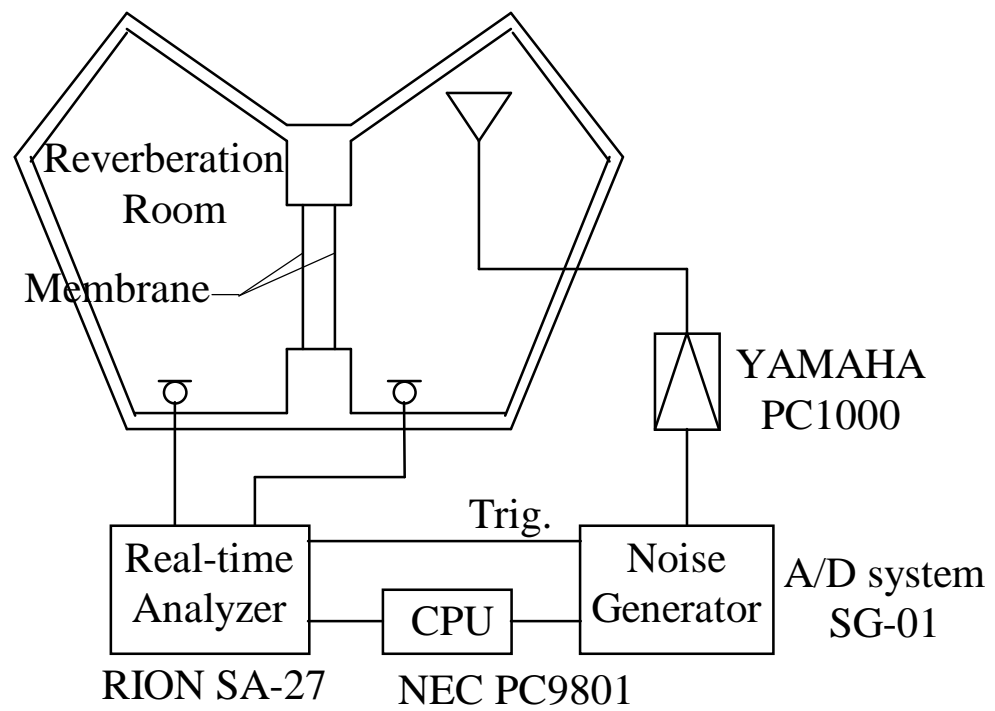 Reverberation
Room
Membrane
YAMAHA
PC1000
Trig.
Real-time
Analyzer
CPU
Noise
Generator
A/D system
SG-01
RION SA-27
NEC PC9801